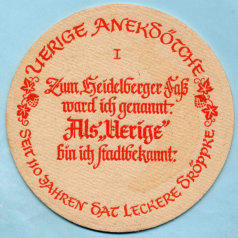 UERIGE ANEKDÖTCHE
I
Zum Heidelberger Faß
ward ich genannt:
Als "Uerige"
bin ich stadtbekannt:
SEIT 110 JAHREN DAT LECKERE DRÖPPKE